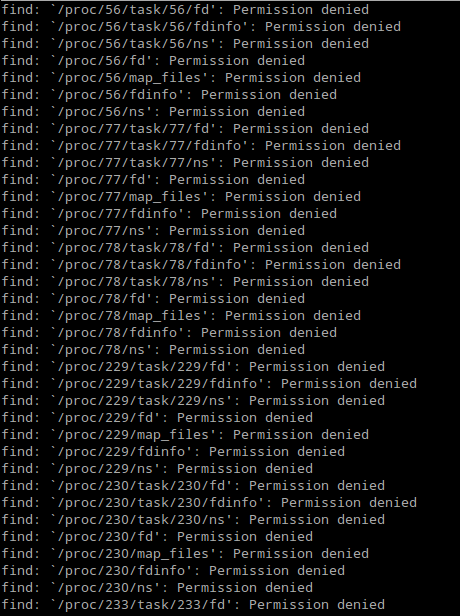 find: `/proc/56/task/56/fd': Permission denied
find: `/proc/56/task/56/fdinfo': Permission denied
find: `/proc/56/task/56/ns': Permission denied
find: `/proc/56/fd': Permission denied
find: `/proc/56/map_files': Permission denied
find: `/proc/56/fdinfo': Permission denied
find: `/proc/56/ns': Permission denied
find: `/proc/77/task/77/fd': Permission denied
find: `/proc/77/task/77/fdinfo': Permission denied
find: `/proc/77/task/77/ns': Permission denied
find: `/proc/77/fd': Permission denied
find: `/proc/77/map_files': Permission denied
find: `/proc/77/fdinfo': Permission denied
find: `/proc/77/ns': Permission denied
find: `/proc/78/task/78/fd': Permission denied
find: `/proc/78/task/78/fdinfo': Permission denied
find: `/proc/78/task/78/ns': Permission denied
find: `/proc/78/fd': Permission denied
find: `/proc/78/map_files': Permission denied
find: `/proc/78/fdinfo': Permission denied
find: `/proc/78/ns': Permission denied
find: `/proc/229/task/229/fd': Permission denied
find: `/proc/229/task/229/fdinfo': Permission denied
find: `/proc/229/task/229/ns': Permission denied
find: `/proc/229/fd': Permission denied
find: `/proc/229/map_files': Permission denied
find: `/proc/229/fdinfo': Permission denied
find: `/proc/229/ns': Permission denied
find: `/proc/230/task/230/fd': Permission denied
find: `/proc/230/task/230/fdinfo': Permission denied
find: `/proc/230/task/230/ns': Permission denied
find: `/proc/230/fd': Permission denied
find: `/proc/230/map_files': Permission denied
find: `/proc/230/fdinfo': Permission denied
find: `/proc/230/ns': Permission denied
find: `/proc/233/task/233/fd': Permission denied